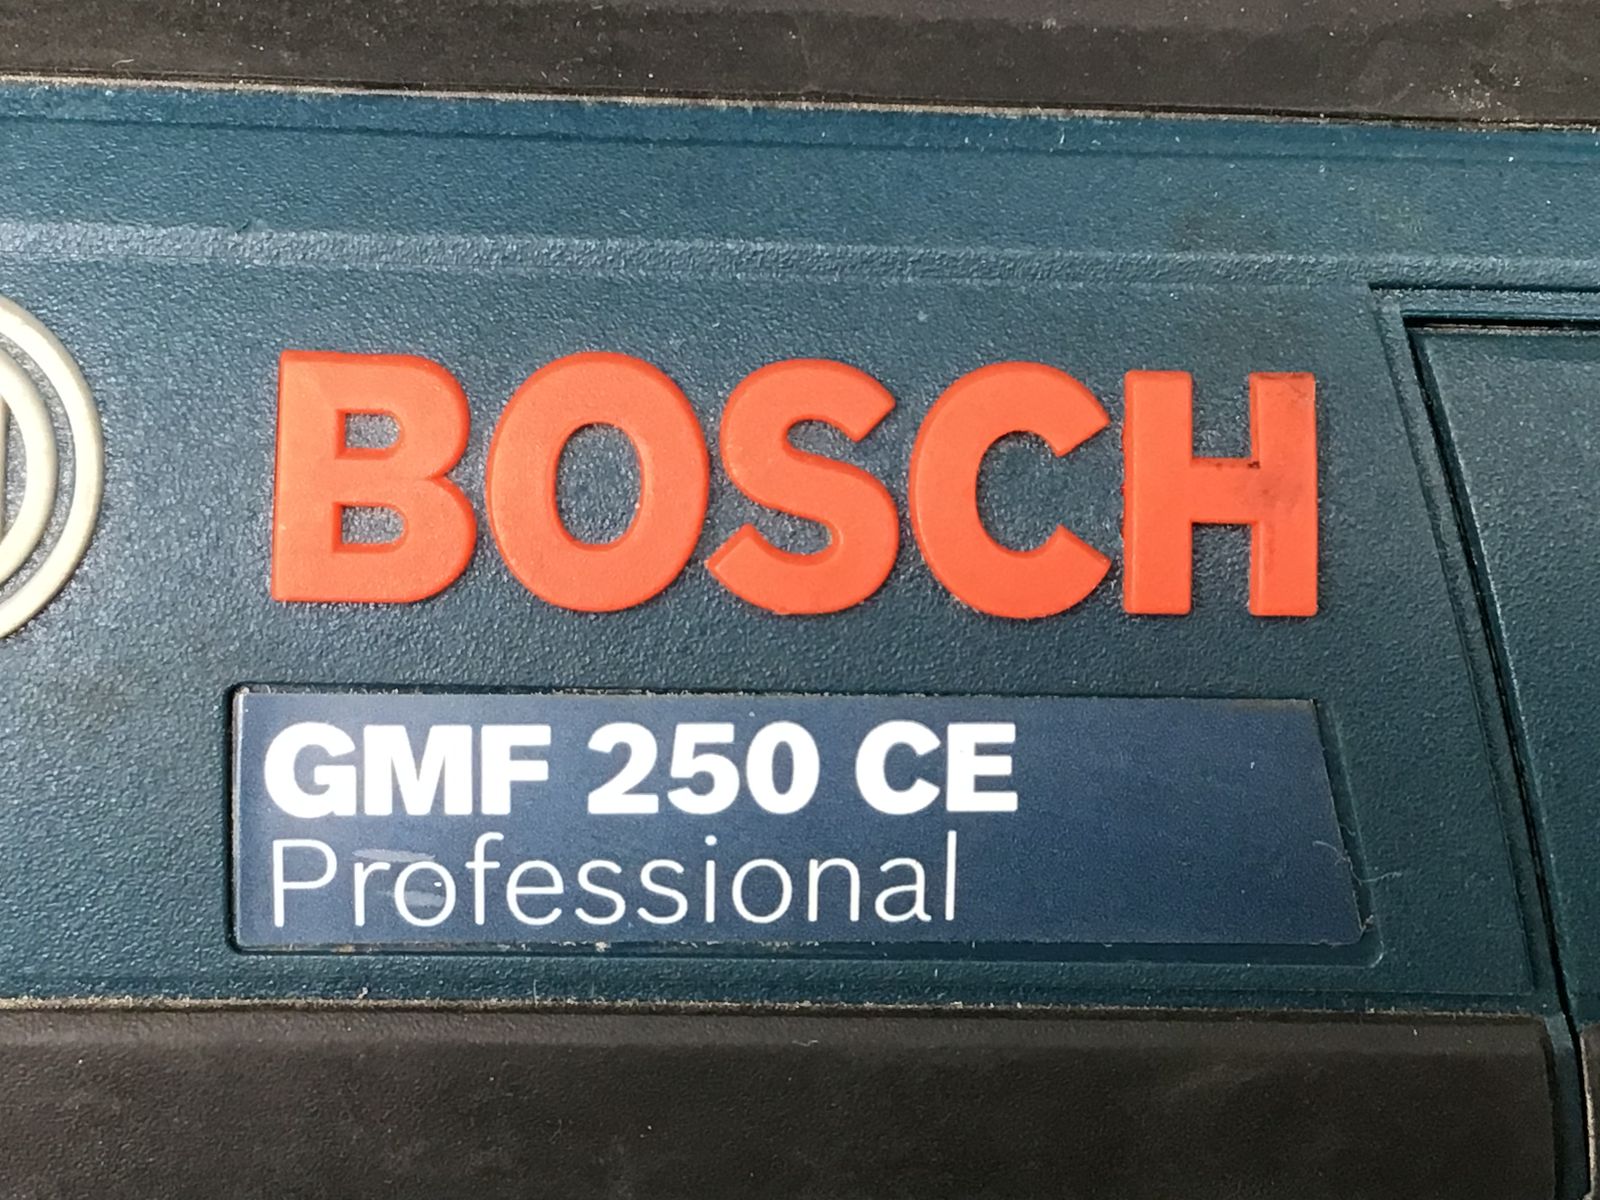 BOSCH
GMF 250 CE
Professional